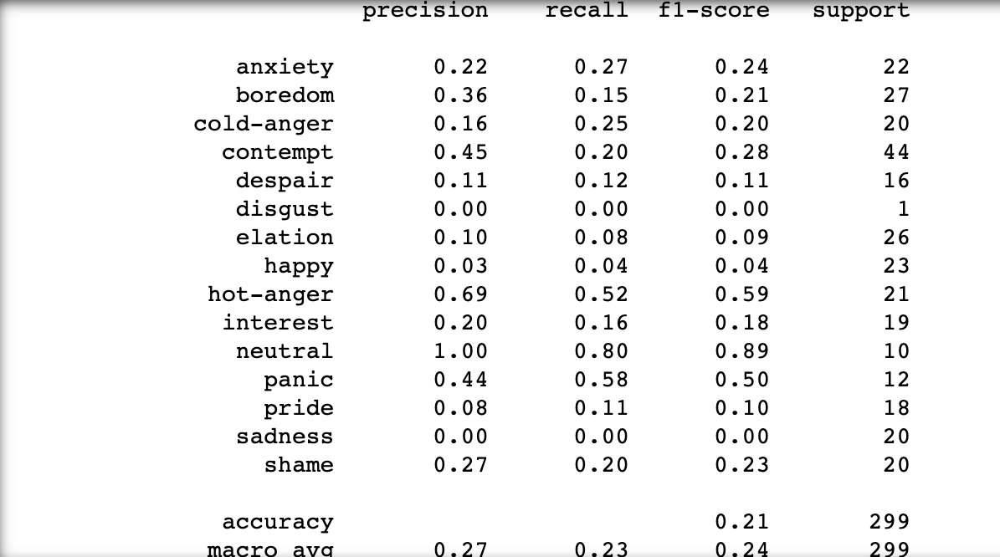 precision recall f1-score support
anxiety 0.22 0.27 0.24 22
boredom 0.36 0.15 0.21 27
cold-anger 0.16 0.25 0.20 20
contempt 0.45 0.20 0.28 44
despair 0.11 0.12 0.11 16
disgust 0.00 0.00 0.00 1
elation 0.10 0.08 0.09 26
happy 0.03 0.04 0.04 23
hot-anger 0.69 0.52 0.59 21
interest 0.20 0.16 0.18 19
neutral 1.00 0.80 0.89 10
panic 0.44 0.58 0.50 12
pride 0.08 0.11 0.10 18
sadness 0.00 0.00 0.00 20
shame 0.27 0.20 0.23 20
accuracy 0.21 299
macro avg 0.27 0.23 0.24 299